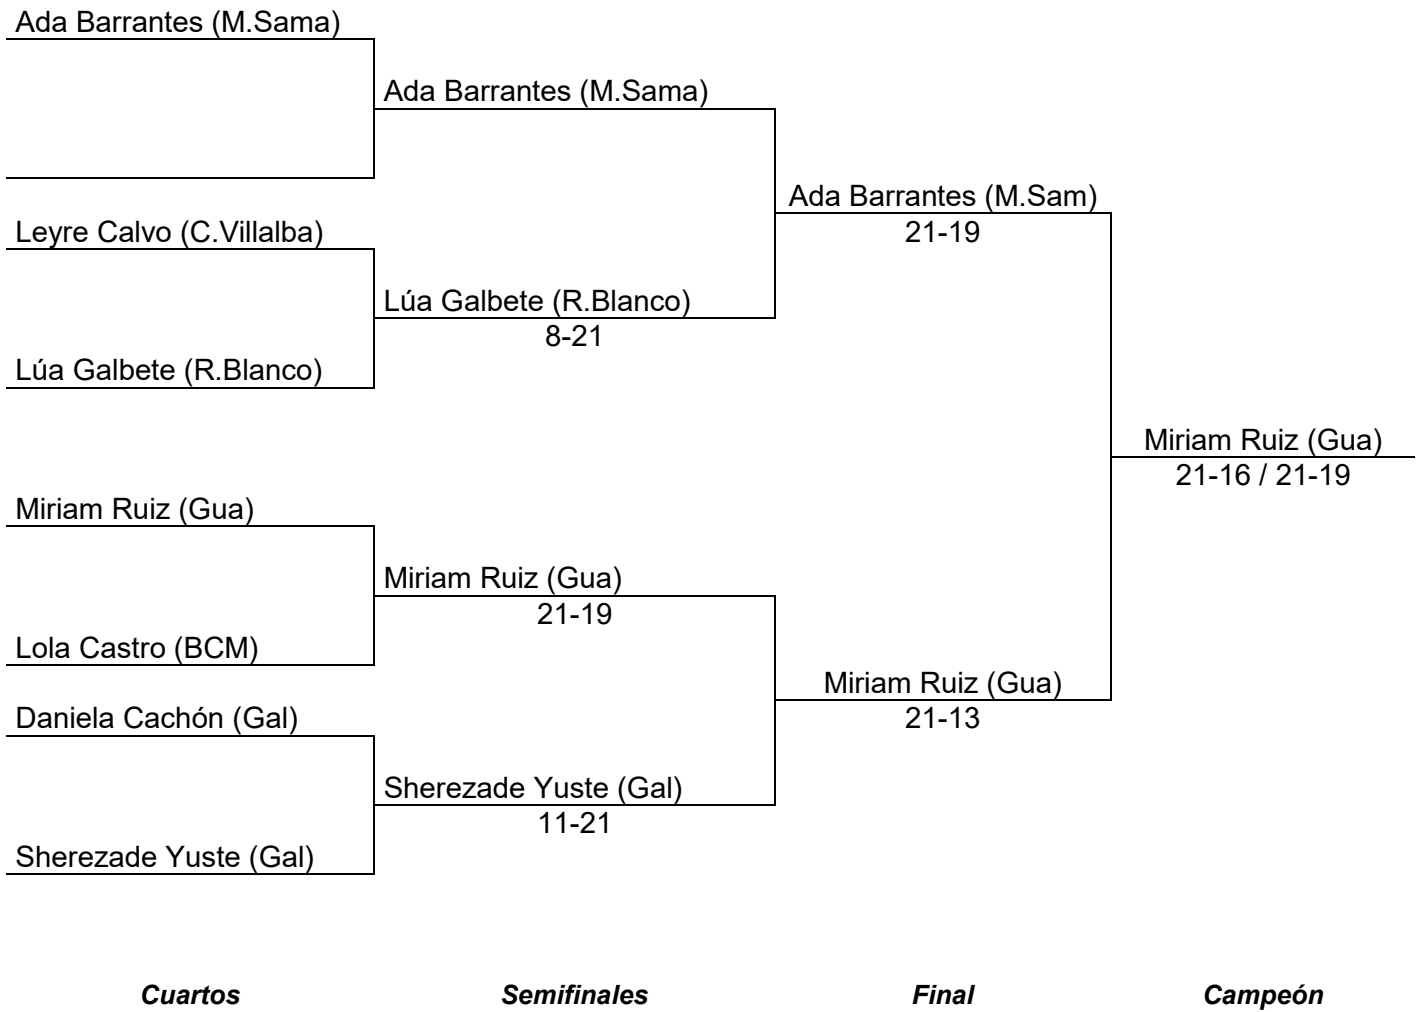 Ada Barrantes (M.Sama)
Ada Barrantes (M.Sama)
Ada Barrantes (M.Sam)
21-19
Leyre Calvo (C.Villalba)
Lúa Galbete (R.Blanco)
8-21
Lúa Galbete (R.Blanco)
Miriam Ruiz (Gua)
21-16 / 21-19
Miriam Ruiz (Gua)
Miriam Ruiz (Gua)
21-19
Lola Castro (BCM)
Miriam Ruiz (Gua)
21-13
Daniela Cachón (Gal)
Sherezade Yuste (Gal)
11-21
Sherezade Yuste (Gal)
Cuartos Semifinales Final Campeón